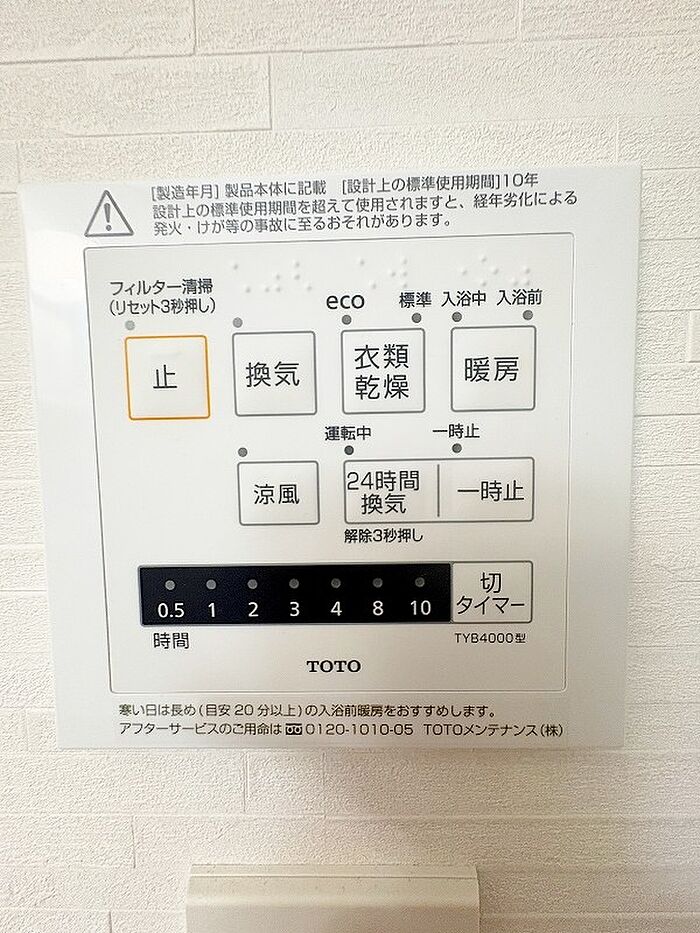 [製造年月] 製品本体に記載 [設計上の標準使用期間]10年
設計上の標準使用期間を超えて使用されますと、経年劣化による
発火・けが等の事故に至るおそれがあります。
フィルター清掃
(リセット3秒押し)
eco 標準 入浴中 入浴前
止 換気 衣類
乾燥 暖房
運転中 一時止
涼風 24時間
換気 一時止
解除3秒押し
0.5 1 2 3 4 8 10 切
タイマー
時間 TYB4000型
TOTO
寒い日は長め(目安20分以上)の入浴前暖房をおすすめします。
アフターサービスのご用命は 0120-1010-05 TOTOメンテナンス(株)